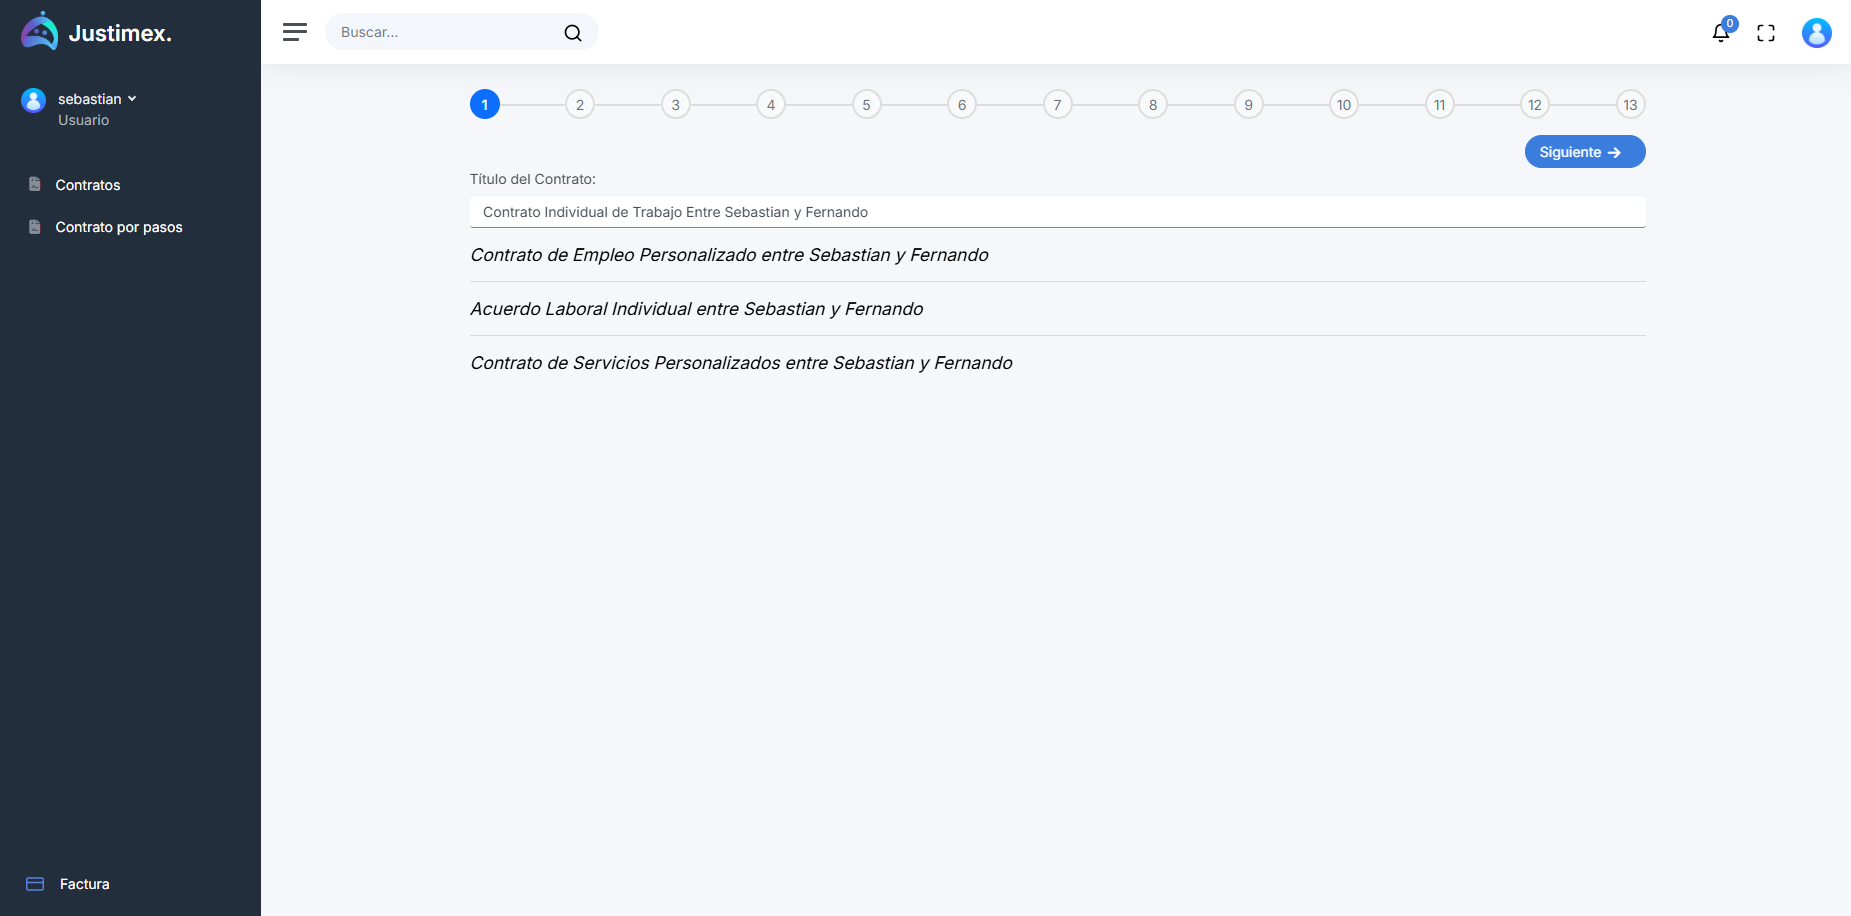 Justimex.
sebastian
Usuario
Contratos
Contrato por pasos
Factura
Buscar...
0
1 2 3 4 5 6 7 8 9 10 11 12 13
Siguiente →
Título del Contrato:
Contrato Individual de Trabajo Entre Sebastian y Fernando
Contrato de Empleo Personalizado entre Sebastian y Fernando
Acuerdo Laboral Individual entre Sebastian y Fernando
Contrato de Servicios Personalizados entre Sebastian y Fernando